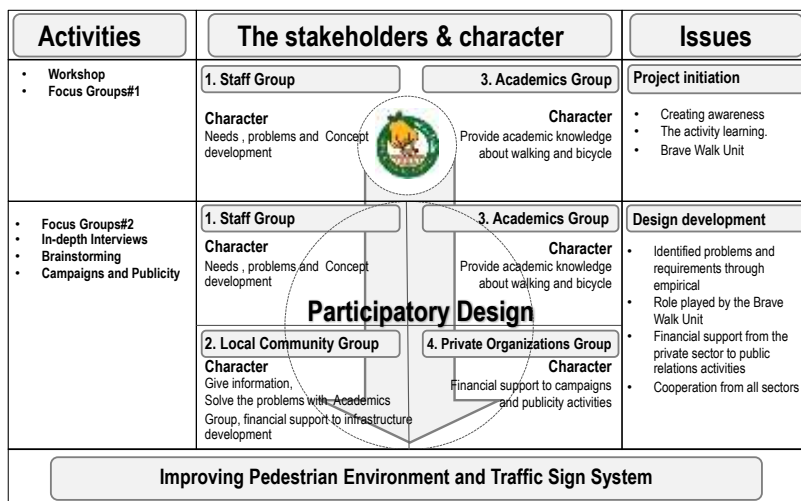 Activities
The stakeholders & character
Issues
• Workshop
• Focus Groups#1
1. Staff Group
Character
Needs , problems and Concept
development
3. Academics Group
Character
Provide academic knowledge
about walking and bicycle
Project initiation
• Creating awareness
• The activity learning.
• Brave Walk Unit
• Focus Groups#2
• In-depth Interviews
• Brainstorming
• Campaigns and Publicity
1. Staff Group
Character
Needs , problems and Concept
development
3. Academics Group
Character
Provide academic knowledge
about walking and bicycle
Participatory Design
2. Local Community Group
Character
Give information,
Solve the problems with Academics
Group, financial support to infrastructure
development
4. Private Organizations Group
Character
Financial support to campaigns
and publicity activities
Design development
• Identified problems and
requirements through
empirical
• Role played by the Brave
Walk Unit
• Financial support from the
private sector to public
relations activities
• Cooperation from all sectors
Improving Pedestrian Environment and Traffic Sign System